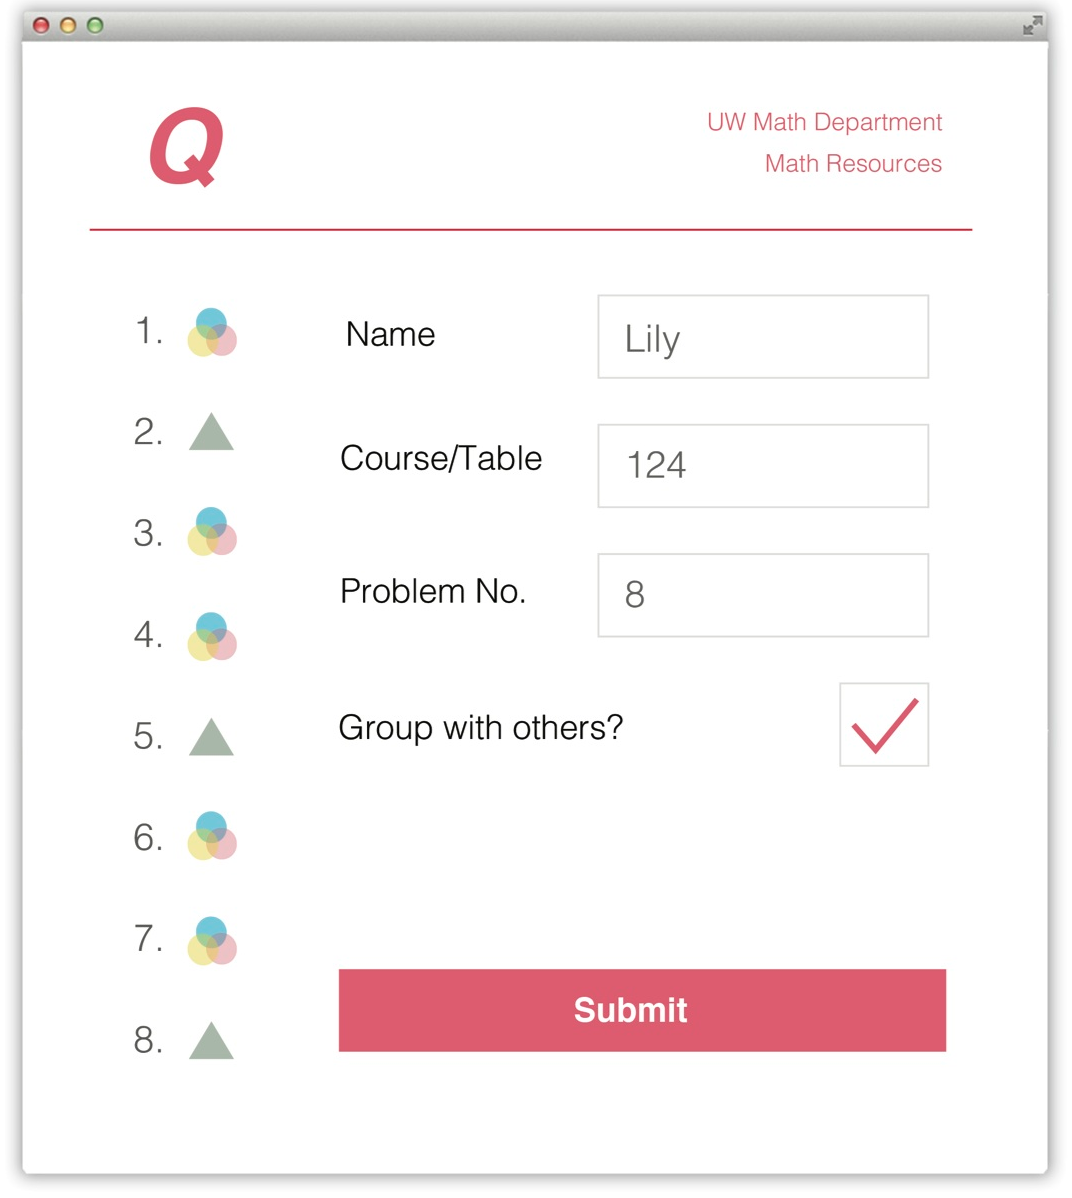 Q
UW Math Department
Math Resources
1.
2.
3.
4.
5.
6.
7.
8.
Name
Lily
Course/Table
124
Problem No.
8
Group with others?
Submit